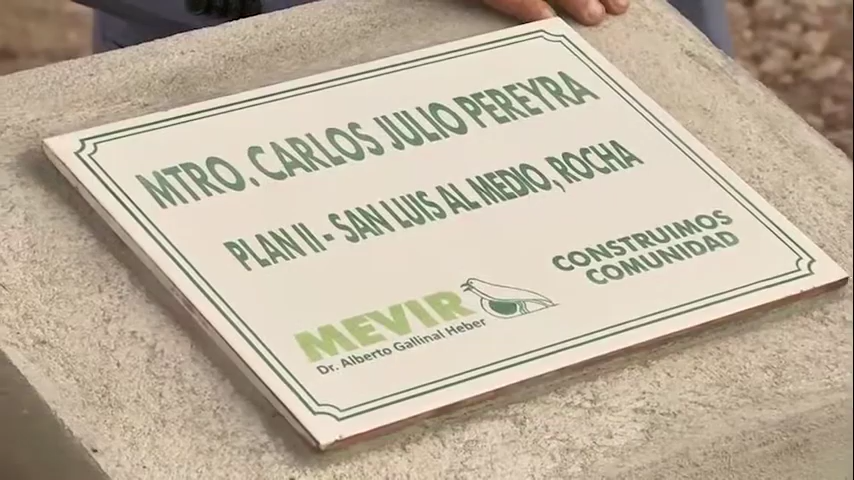 MTRO. CARLOS JULIO PEREYRA
PLAN II - SAN LUIS AL MEDIO, ROCHA
MEVIR
Dr. Alberto Gallinal Heber
CONSTRUIMOS
COMUNIDAD